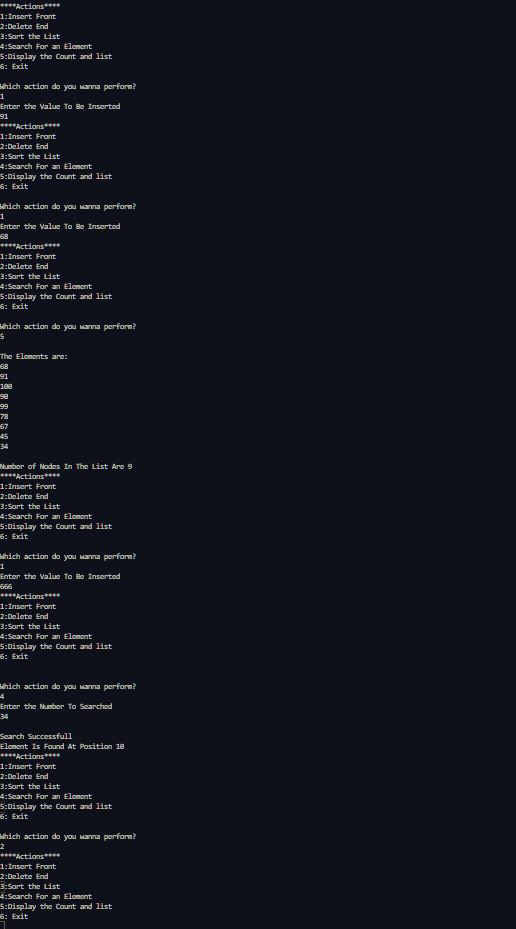 ****Actions****
1:Insert Front
2:Delete End
3:Sort the List
4:Search For an Element
5:Display the Count and list
6: Exit
Which action do you wanna perform?
1
Enter the Value To Be Inserted
91
****Actions****
1:Insert Front
2:Delete End
3:Sort the List
4:Search For an Element
5:Display the Count and list
6: Exit
Which action do you wanna perform?
1
Enter the Value To Be Inserted
68
****Actions****
1:Insert Front
2:Delete End
3:Sort the List
4:Search For an Element
5:Display the Count and list
6: Exit
Which action do you wanna perform?
5
The Elements are:
68
91
100
90
99
78
67
45
34
Number of Nodes In The List Are 9
****Actions****
1:Insert Front
2:Delete End
3:Sort the List
4:Search For an Element
5:Display the Count and list
6: Exit
Which action do you wanna perform?
1
Enter the Value To Be Inserted
666
****Actions****
1:Insert Front
2:Delete End
3:Sort the List
4:Search For an Element
5:Display the Count and list
6: Exit
Which action do you wanna perform?
4
Enter the Number To Searched
34
Search Successfull
Element Is Found At Position 10
****Actions****
1:Insert Front
2:Delete End
3:Sort the List
4:Search For an Element
5:Display the Count and list
6: Exit
Which action do you wanna perform?
2
****Actions****
1:Insert Front
2:Delete End
3:Sort the List
4:Search For an Element
5:Display the Count and list
6: Exit